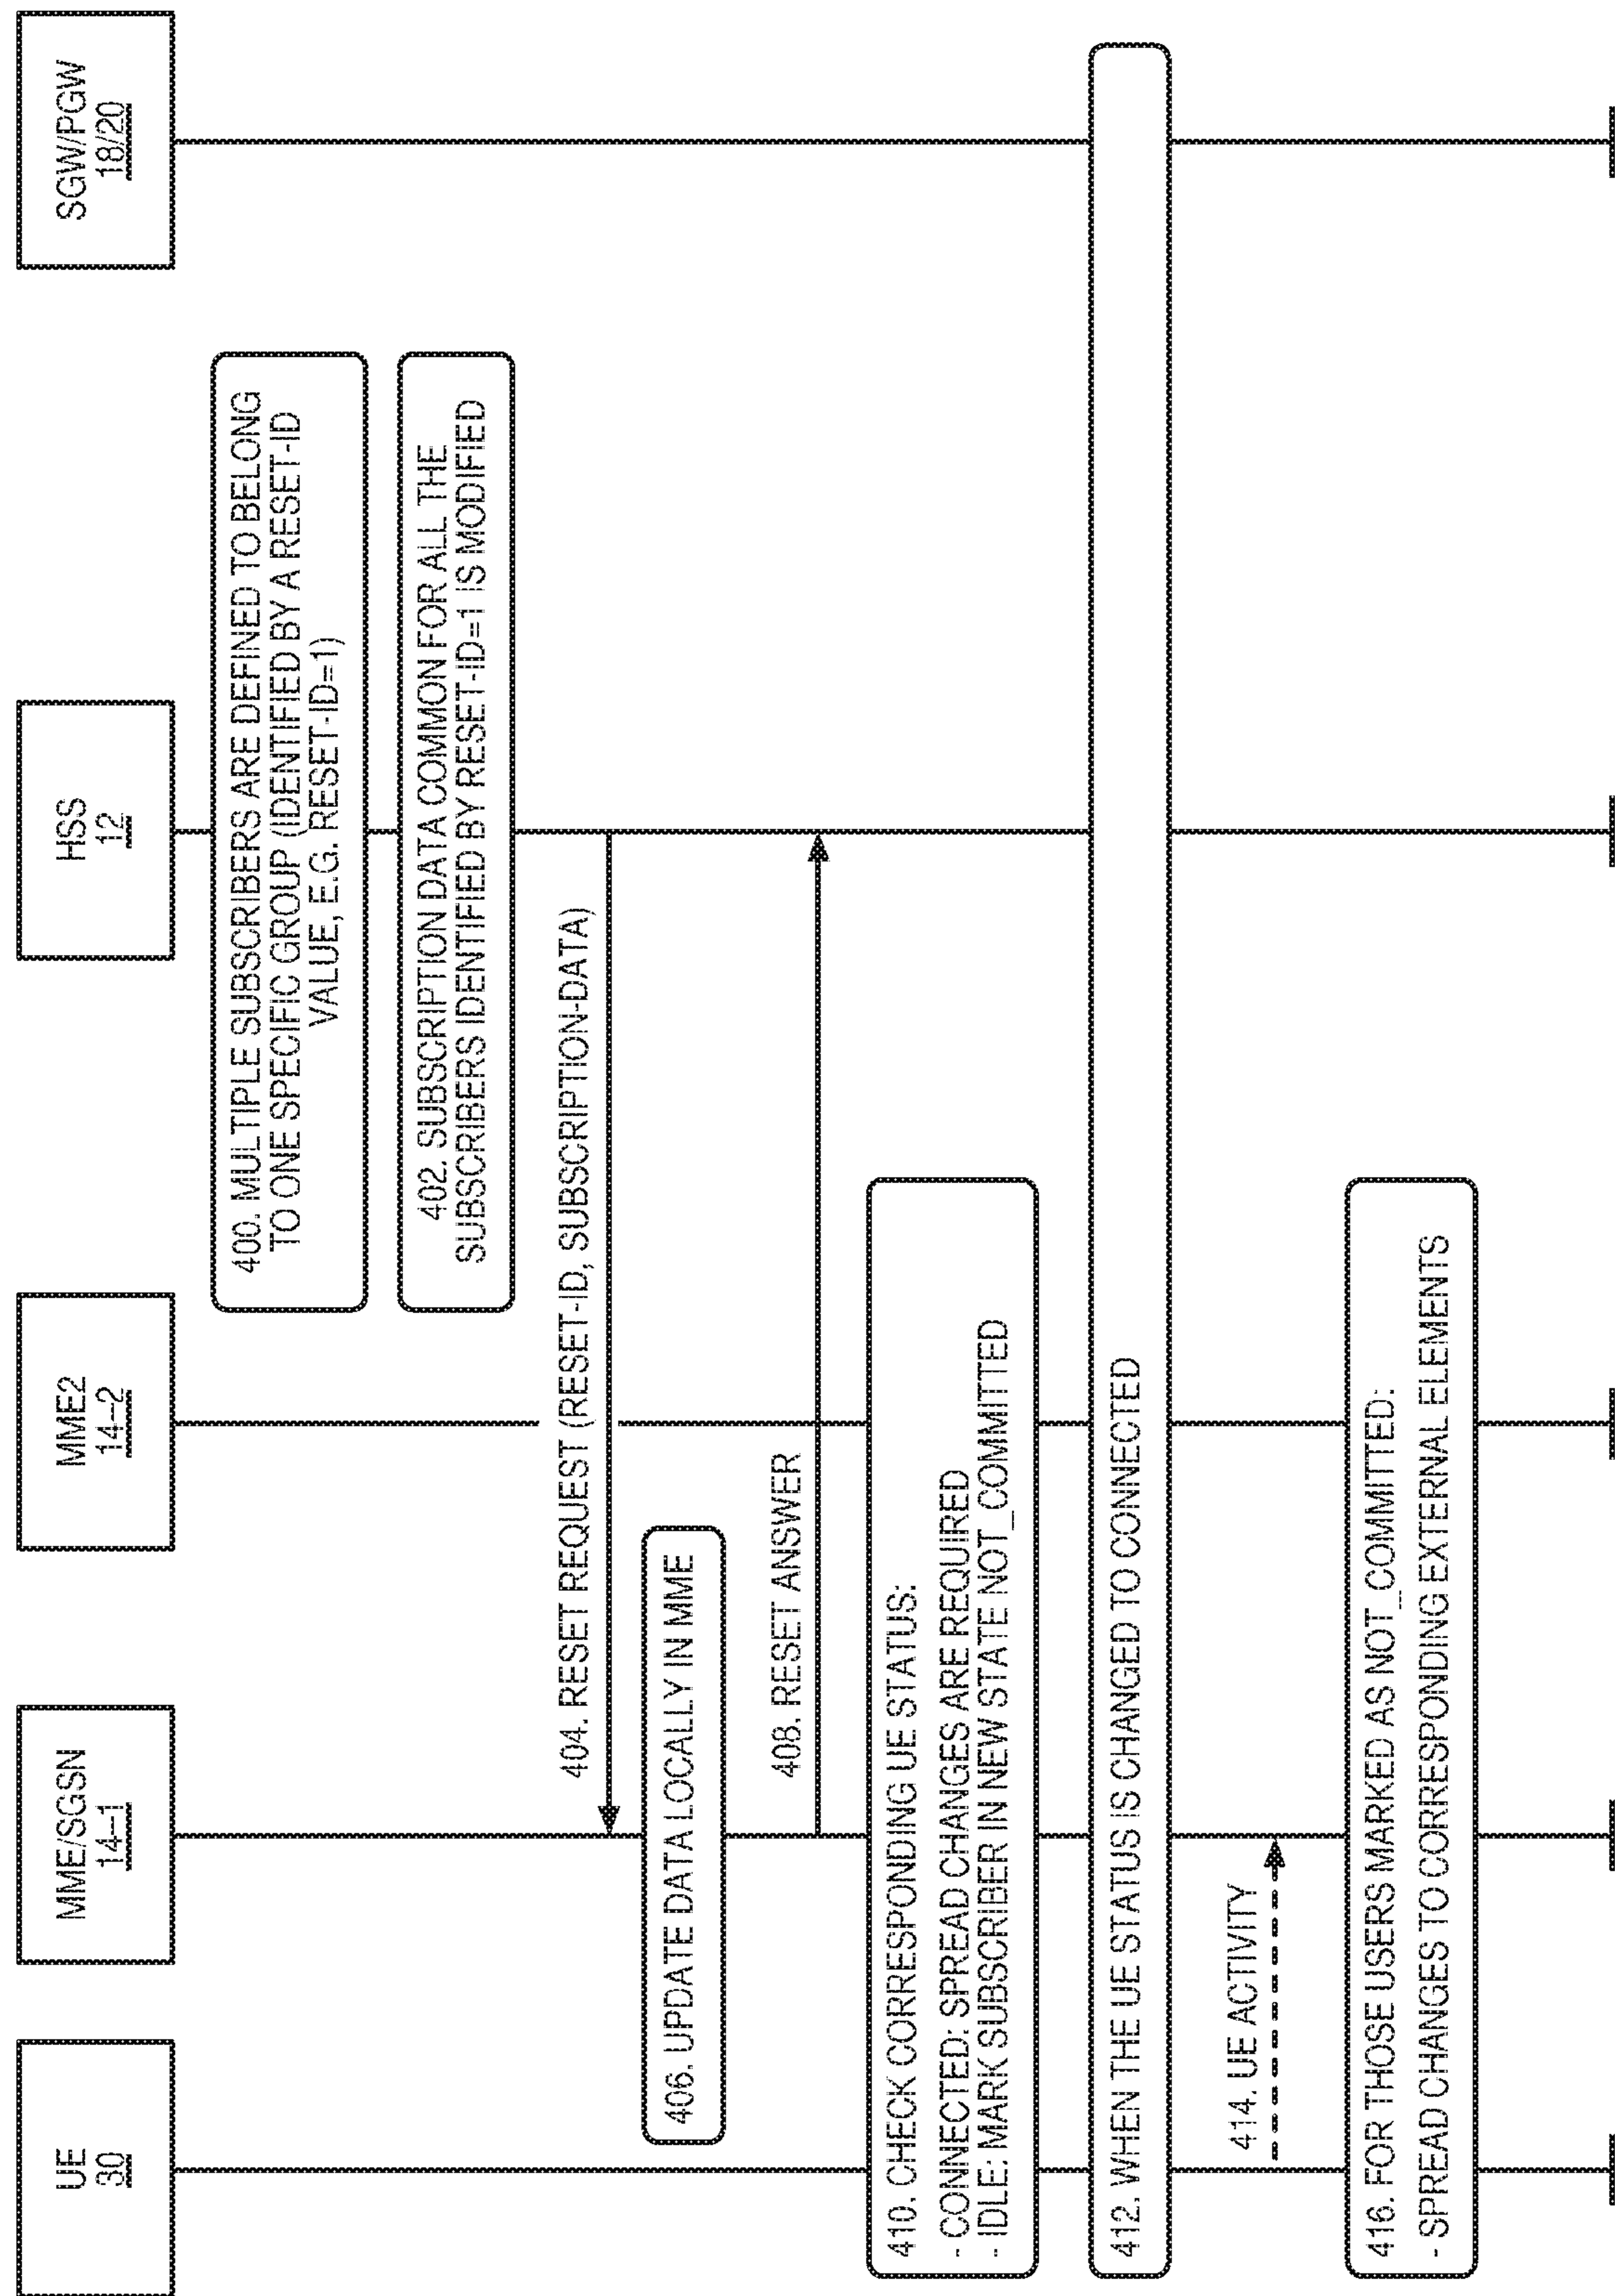 UE
30
MME/SGSN
14-1
MME2
14-2
HSS
12
SGW/PGW
18/20
400. MULTIPLE SUBSCRIBERS ARE DEFINED TO BELONG
TO ONE SPECIFIC GROUP (IDENTIFIED BY A RESET-ID
VALUE, E.G. RESET-ID=1)
402. SUBSCRIPTION DATA COMMON FOR ALL THE
SUBSCRIBERS IDENTIFIED BY RESET-ID=1 IS MODIFIED
404. RESET REQUEST (RESET-ID, SUBSCRIPTION-DATA)
406. UPDATE DATA LOCALLY IN MME
408. RESET ANSWER
410. CHECK CORRESPONDING UE STATUS:
- CONNECTED: SPREAD CHANGES ARE REQUIRED
- IDLE: MARK SUBSCRIBER IN NEW STATE NOT_COMMITTED
412. WHEN THE UE STATUS IS CHANGED TO CONNECTED
414. UE ACTIVITY
416. FOR THOSE USERS MARKED AS NOT_COMMITTED:
- SPREAD CHANGES TO CORRESPONDING EXTERNAL ELEMENTS